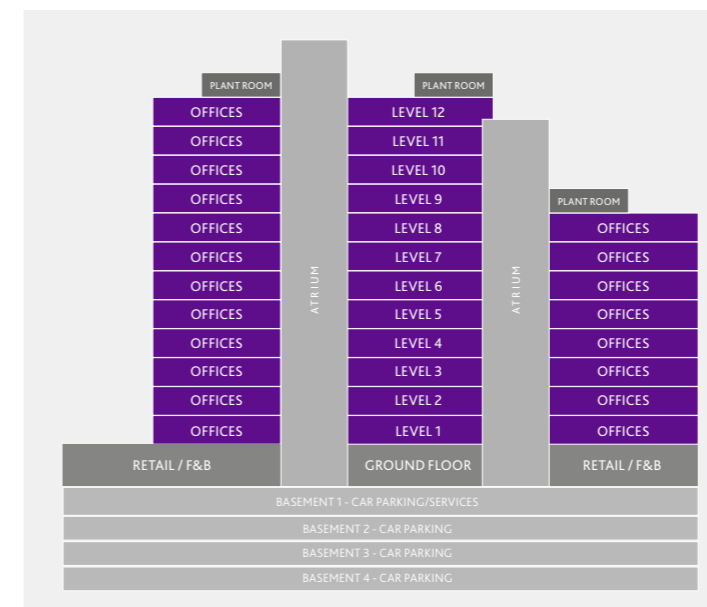 PLANT ROOM PLANT ROOM
OFFICES LEVEL 12
OFFICES LEVEL 11
OFFICES LEVEL 10
OFFICES LEVEL 9 PLANT ROOM
OFFICES LEVEL 8 OFFICES
OFFICES LEVEL 7 OFFICES
OFFICES ATRIUM LEVEL 6 ATRIUM OFFICES
OFFICES LEVEL 5 OFFICES
OFFICES LEVEL 4 OFFICES
OFFICES LEVEL 3 OFFICES
OFFICES LEVEL 2 OFFICES
OFFICES LEVEL 1 OFFICES
RETAIL / F&B GROUND FLOOR RETAIL / F&B
BASEMENT 1 - CAR PARKING/SERVICES
BASEMENT 2 - CAR PARKING
BASEMENT 3 - CAR PARKING
BASEMENT 4 - CAR PARKING